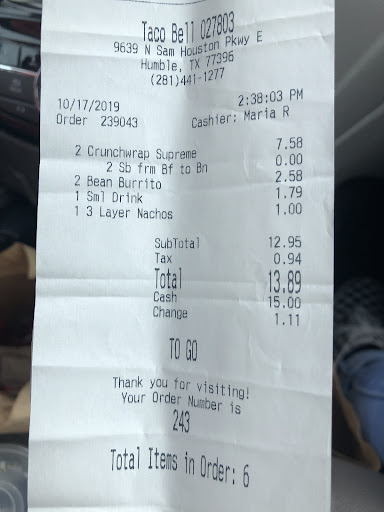 Taco Bell 027803
9639 N Sam Houston Pkwy E
Humble, TX 77396
(281)441-1277
10/17/2019 2:38:03 PM
Order 239043 Cashier: Maria R
2 Crunchwrap Supreme 7.58
2 Sb frm Bf to Bn 0.00
2 Bean Burrito 2.58
1 Sml Drink 1.79
1 3 Layer Nachos 1.00
SubTotal 12.95
Tax 0.94
Total 13.89
Cash 15.00
Change 1.11
TO GO
Thank you for visiting!
Your Order Number is
243
Total Items in Order: 6